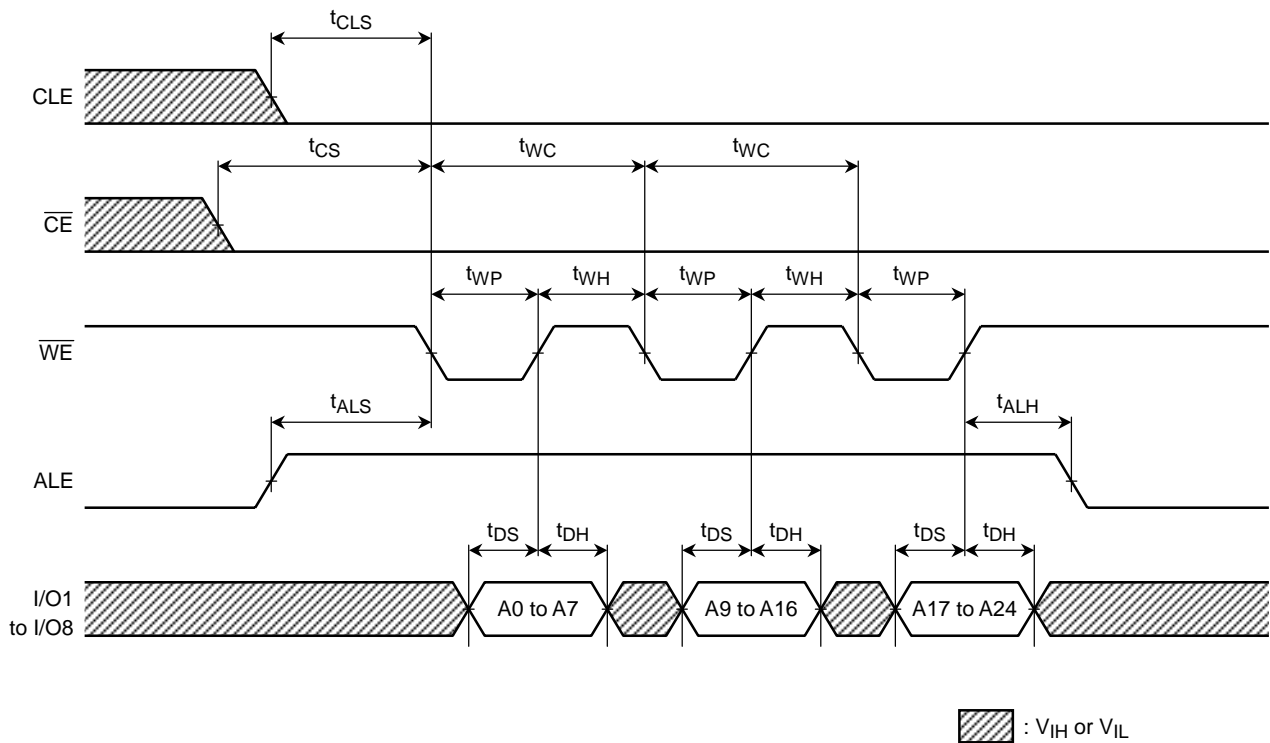 tCLS
CLE
tCS tWC tWC
CE
tWP tWH tWP tWH tWP
WE
tALS tALH
ALE
tDS tDH tDS tDH tDS tDH
I/O1
to I/O8
A0 to A7 A9 to A16 A17 to A24
: VIH or VIL